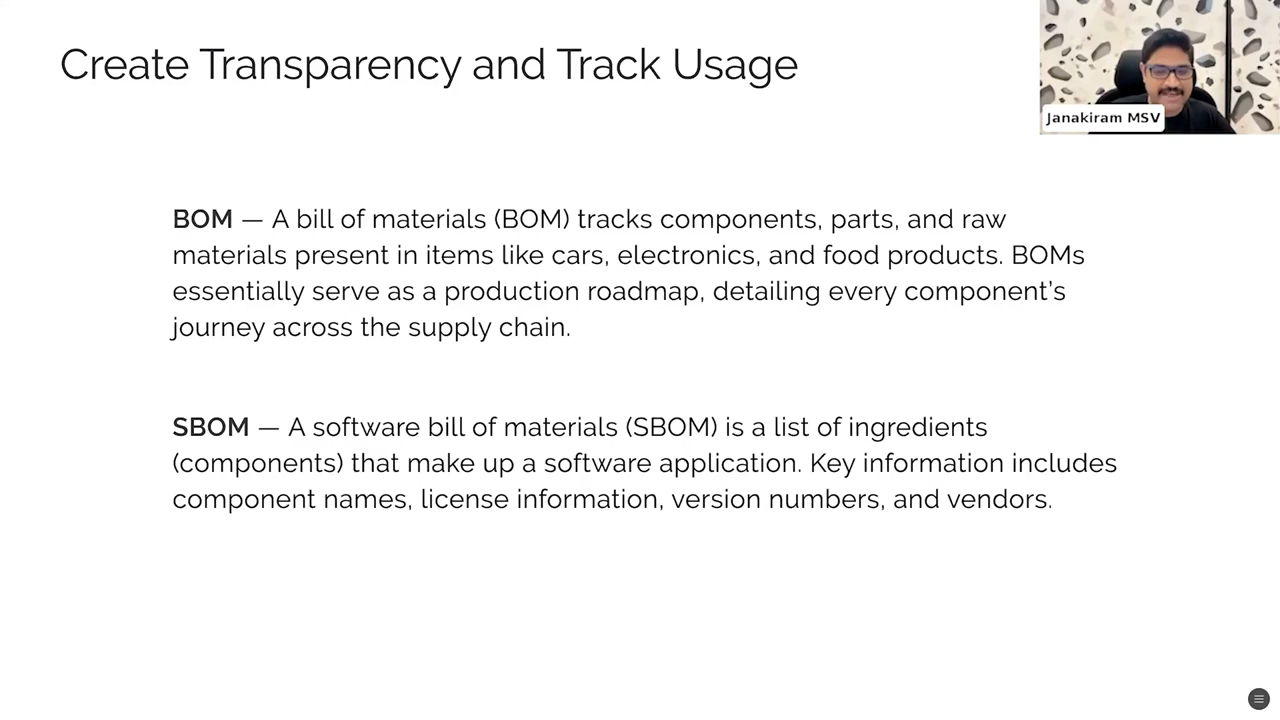 Create Transparency and Track Usage
Janakiram MSV
BOM — A bill of materials (BOM) tracks components, parts, and raw
materials present in items like cars, electronics, and food products. BOMs
essentially serve as a production roadmap, detailing every component's
journey across the supply chain.
SBOM — A software bill of materials (SBOM) is a list of ingredients
(components) that make up a software application. Key information includes
component names, license information, version numbers, and vendors.